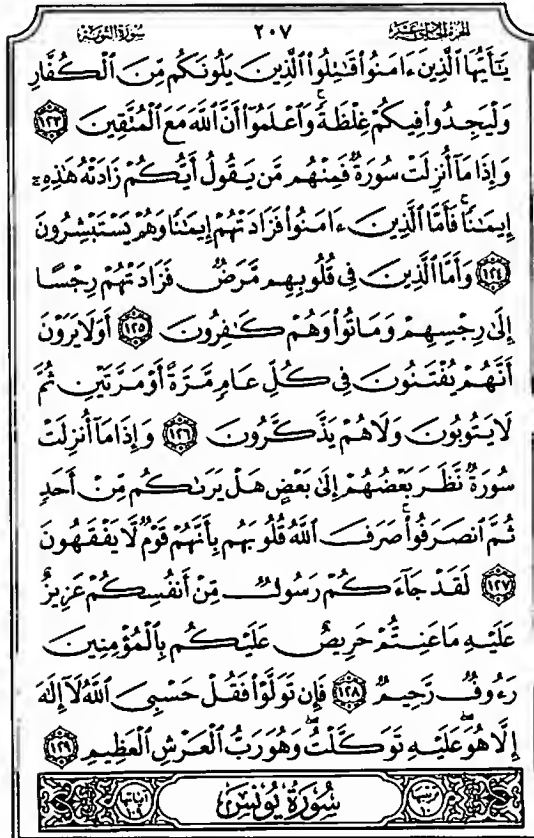 الجزء الحادي عشر ٢٠٧ سورة التوبة
يَٰٓأَيُّهَا ٱلَّذِينَ ءَامَنُوا۟ قَٰتِلُوا۟ ٱلَّذِينَ يَلُونَكُم مِّنَ ٱلْكُفَّارِ
وَلْيَجِدُوا۟ فِيكُمْ غِلْظَةً ۚ وَٱعْلَمُوٓا۟ أَنَّ ٱللَّهَ مَعَ ٱلْمُتَّقِينَ ١٢٣
وَإِذَا مَآ أُنزِلَتْ سُورَةٌ فَمِنْهُم مَّن يَقُولُ أَيُّكُمْ زَادَتْهُ هَٰذِهِۦٓ
إِيمَٰنًا ۚ فَأَمَّا ٱلَّذِينَ ءَامَنُوا۟ فَزَادَتْهُمْ إِيمَٰنًا وَهُمْ يَسْتَبْشِرُونَ
١٢٤ وَأَمَّا ٱلَّذِينَ فِى قُلُوبِهِم مَّرَضٌ فَزَادَتْهُمْ رِجْسًا
إِلَىٰ رِجْسِهِمْ وَمَاتُوا۟ وَهُمْ كَٰفِرُونَ ١٢٥ أَوَلَا يَرَوْنَ
أَنَّهُمْ يُفْتَنُونَ فِى كُلِّ عَامٍ مَّرَّةً أَوْ مَرَّتَيْنِ ثُمَّ
لَا يَتُوبُونَ وَلَا هُمْ يَذَّكَّرُونَ ١٢٦ وَإِذَا مَآ أُنزِلَتْ
سُورَةٌ نَّظَرَ بَعْضُهُمْ إِلَىٰ بَعْضٍ هَلْ يَرَىٰكُم مِّنْ أَحَدٍ
ثُمَّ ٱنصَرَفُوا۟ ۚ صَرَفَ ٱللَّهُ قُلُوبَهُم بِأَنَّهُمْ قَوْمٌ لَّا يَفْقَهُونَ
١٢٧ لَقَدْ جَآءَكُمْ رَسُولٌ مِّنْ أَنفُسِكُمْ عَزِيزٌ
عَلَيْهِ مَا عَنِتُّمْ حَرِيصٌ عَلَيْكُم بِٱلْمُؤْمِنِينَ
رَءُوفٌ رَّحِيمٌ ١٢٨ فَإِن تَوَلَّوْا۟ فَقُلْ حَسْبِىَ ٱللَّهُ لَآ إِلَٰهَ
إِلَّا هُوَ ۖ عَلَيْهِ تَوَكَّلْتُ ۖ وَهُوَ رَبُّ ٱلْعَرْشِ ٱلْعَظِيمِ ١٢٩
سُورَةُ يُونُسَ